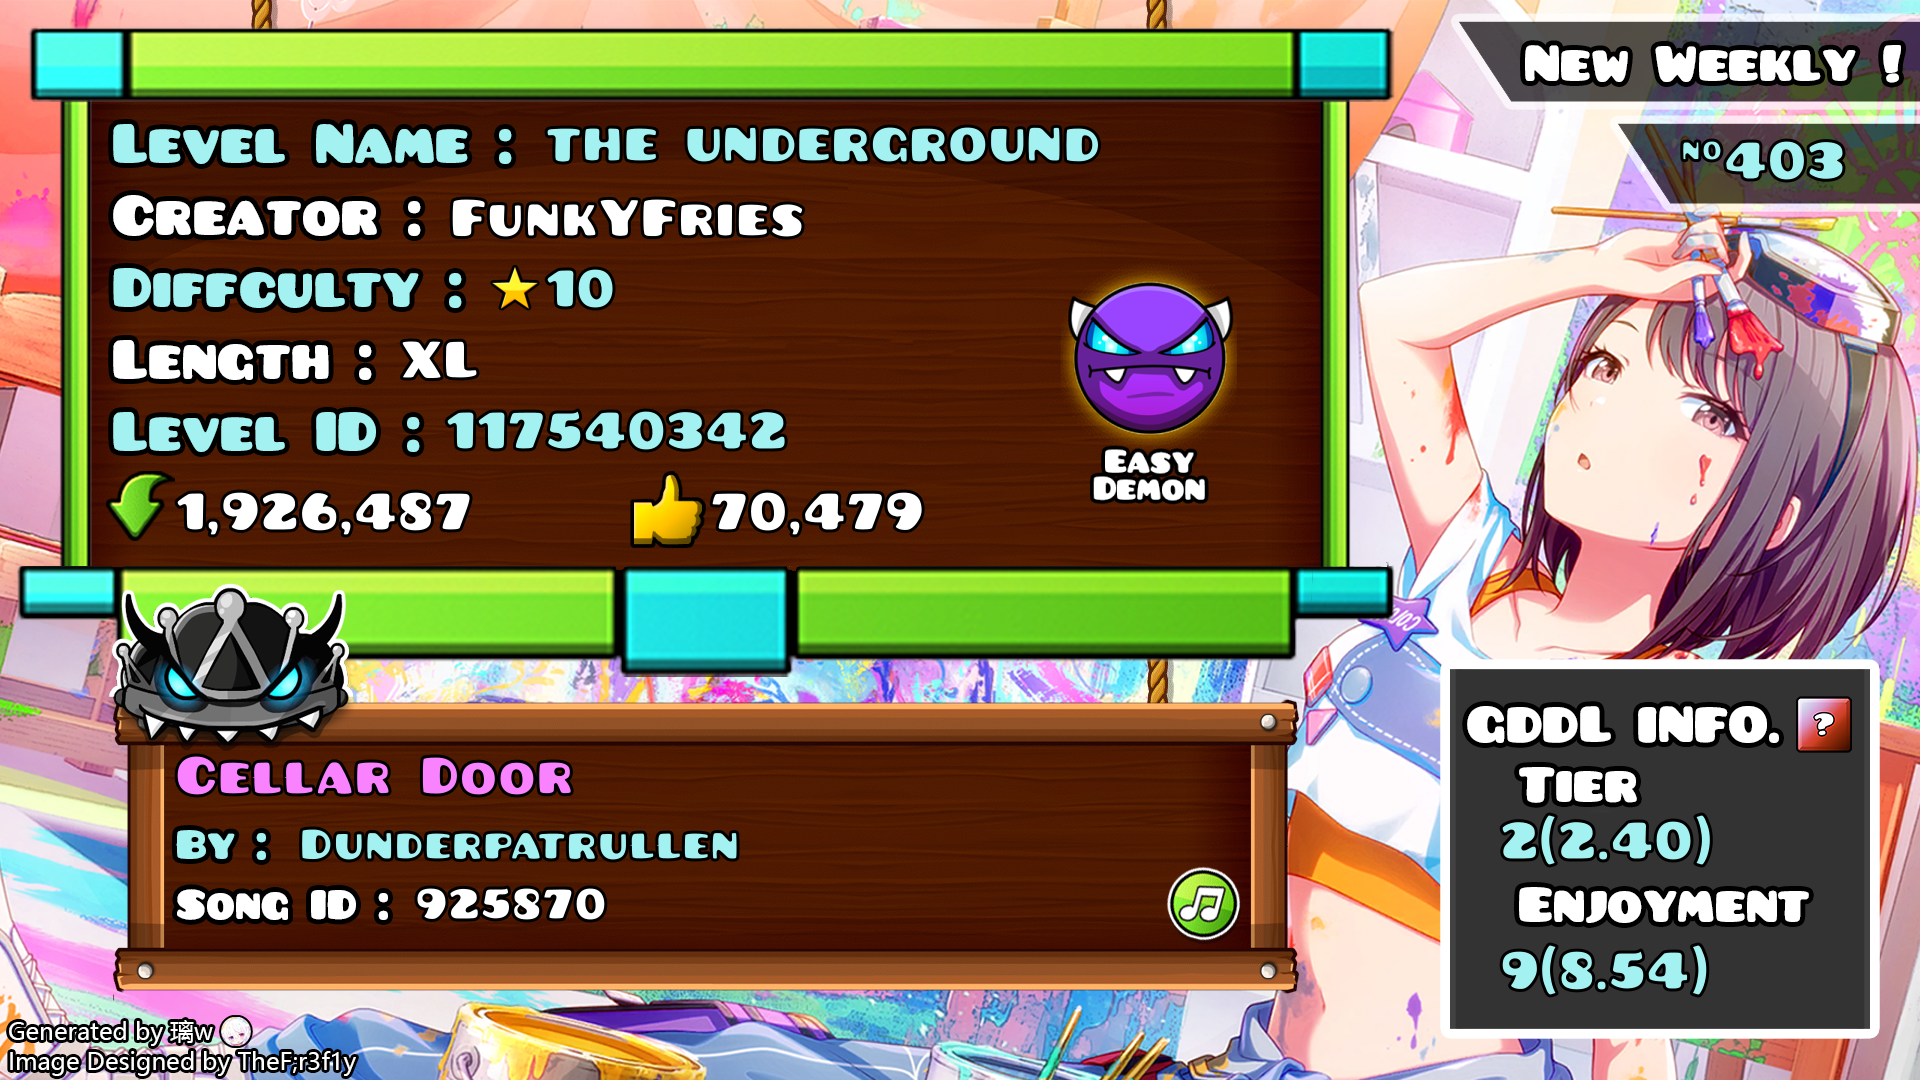 New Weekly !
Nº403
Level Name : THE UNDERGROUND
Creator : FunkYFries
Diffculty : 10
Length : XL
Level ID : 117540342
1,926,487
70,479
Easy
Demon
Cellar Door
By : Dunderpatrullen
Song ID : 925870
GDDL INFO. ?
Tier
2(2.40)
Enjoyment
9(8.54)
Generated by 璃w
Image Designed by TheF;r3f1y